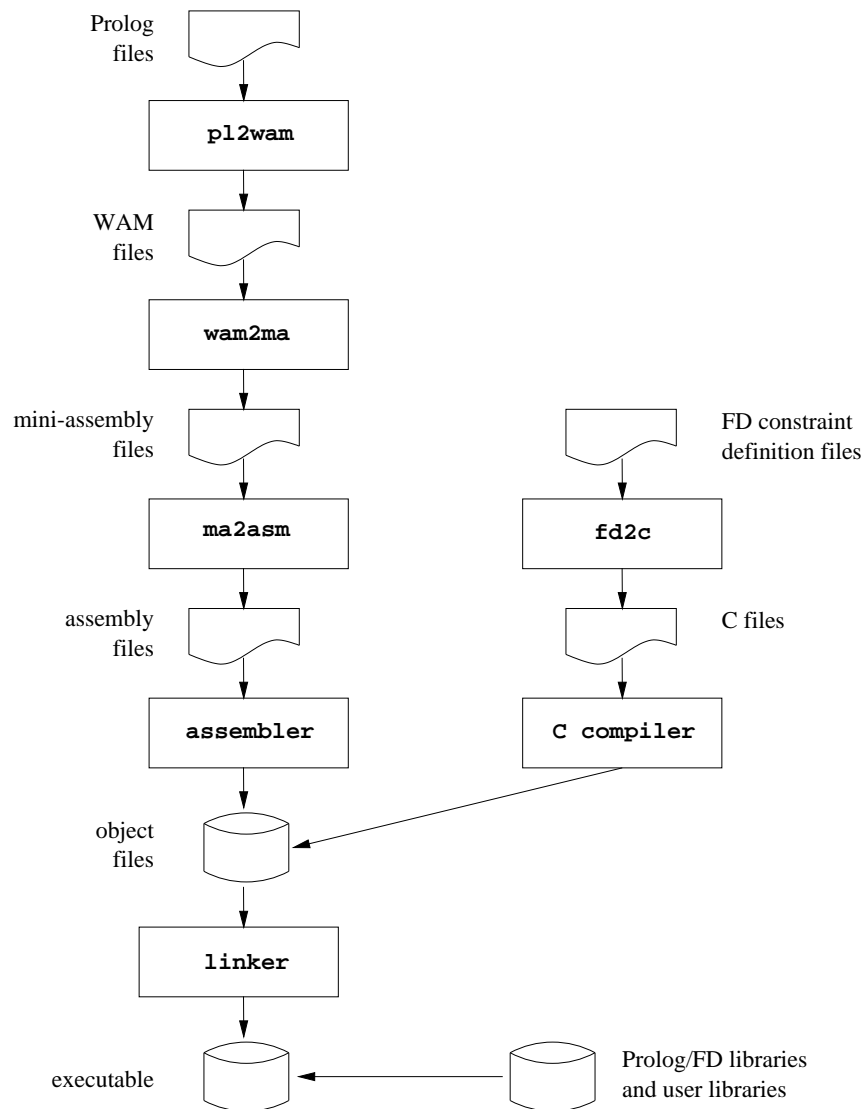 Prolog
files
pl2wam
WAM
files
wam2ma
mini-assembly
files
FD constraint
definition files
ma2asm
fd2c
assembly
files
C files
assembler
C compiler
object
files
linker
executable
Prolog/FD libraries
and user libraries